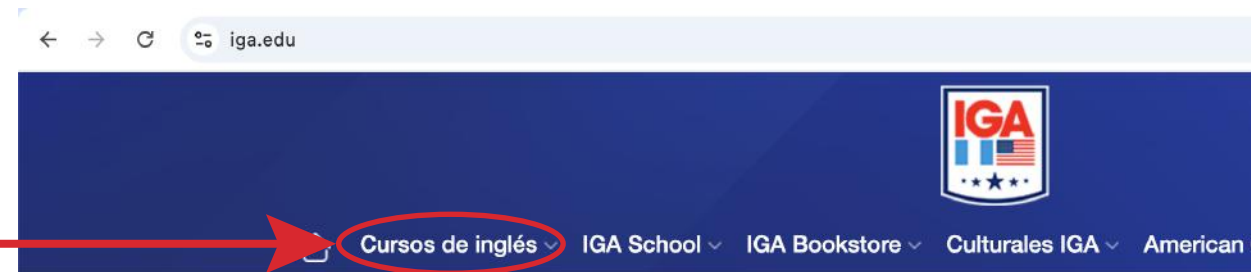 iga.edu
IGA
Cursos de inglés IGA School IGA Bookstore Culturales IGA American